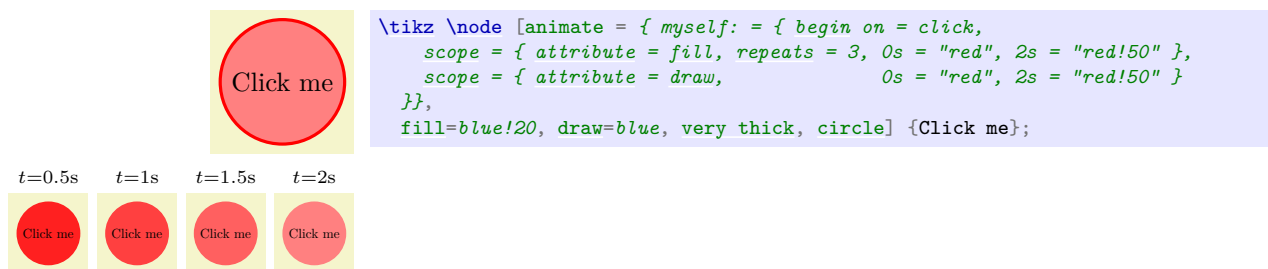 Click me
\tikz \node [animate = { myself: = { begin on = click,
scope = { attribute = fill, repeats = 3, 0s = "red", 2s = "red!50" },
scope = { attribute = draw, 0s = "red", 2s = "red!50" }
}},
fill=blue!20, draw=blue, very thick, circle] {Click me};
t=0.5s t=1s t=1.5s t=2s
Click me Click me Click me Click me